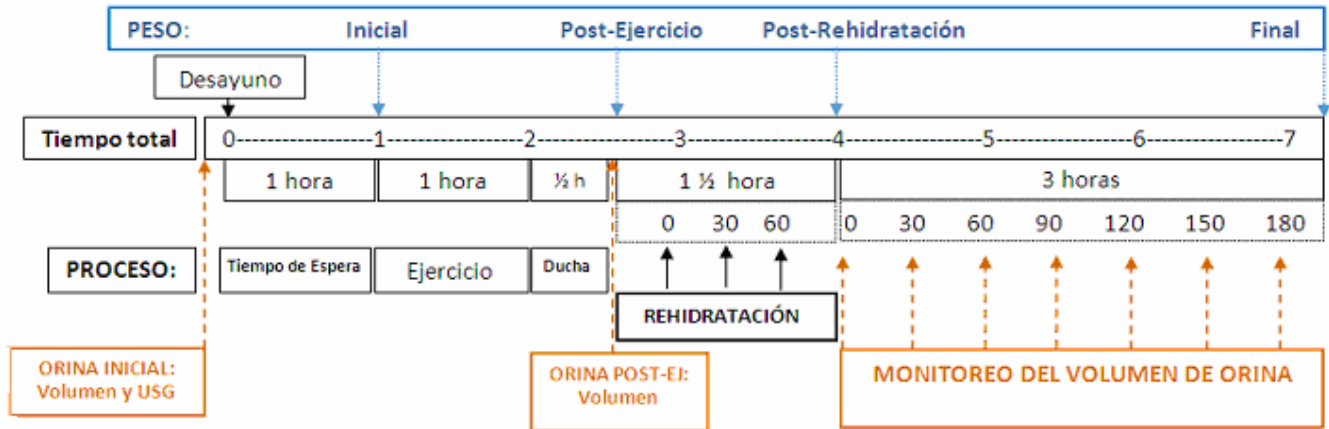 PESO: Inicial Post-Ejercicio Post-Rehidratación Final
Desayuno
Tiempo total 0------------------1------------------2------------------3------------------4------------------5------------------6------------------7
1 hora 1 hora ½ h 1 ½ hora 3 horas
0 30 60 0 30 60 90 120 150 180
PROCESO: Tiempo de Espera Ejercicio Ducha
REHIDRATACIÓN
ORINA INICIAL:
Volumen y USG
ORINA POST-EJ:
Volumen
MONITOREO DEL VOLUMEN DE ORINA